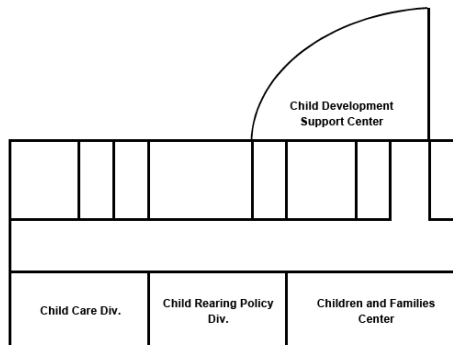 Child Development
Support Center
Child Care Div.
Child Rearing Policy
Div.
Children and Families
Center